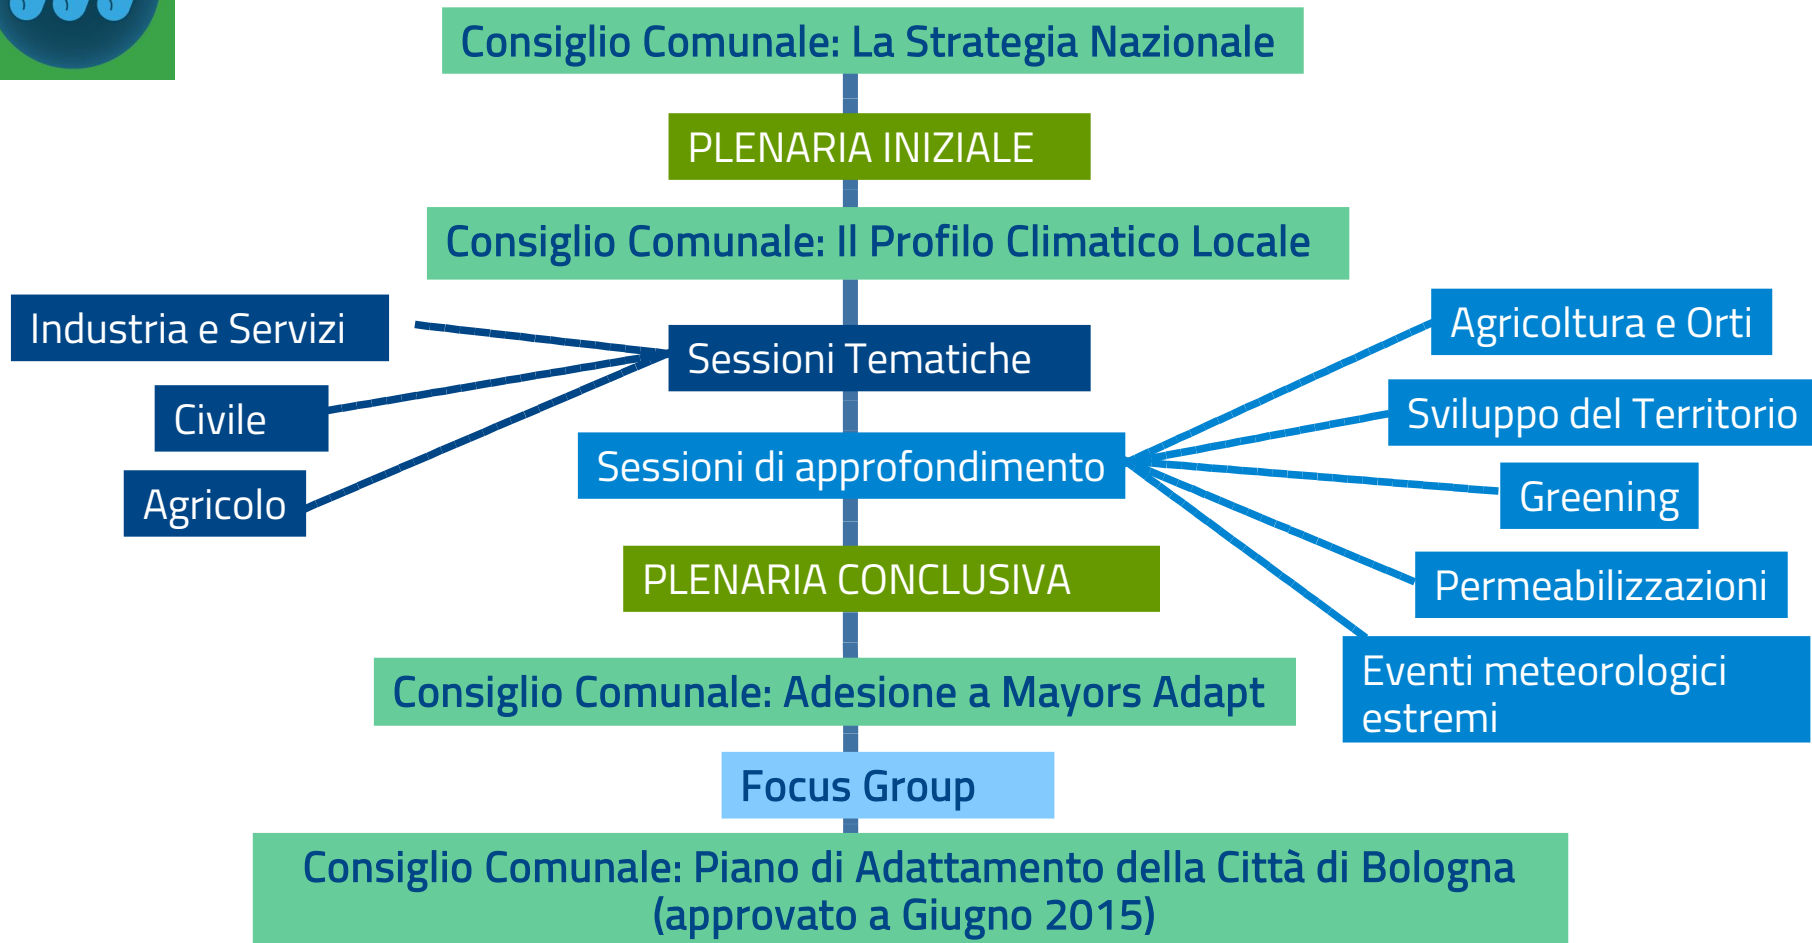 Consiglio Comunale: La Strategia Nazionale
PLENARIA INIZIALE
Consiglio Comunale: Il Profilo Climatico Locale
Industria e Servizi
Civile
Agricolo
Sessioni Tematiche
Sessioni di approfondimento
Agricoltura e Orti
Sviluppo del Territorio
Greening
Permeabilizzazioni
Eventi meteorologici
estremi
PLENARIA CONCLUSIVA
Consiglio Comunale: Adesione a Mayors Adapt
Focus Group
Consiglio Comunale: Piano di Adattamento della Città di Bologna
(approvato a Giugno 2015)